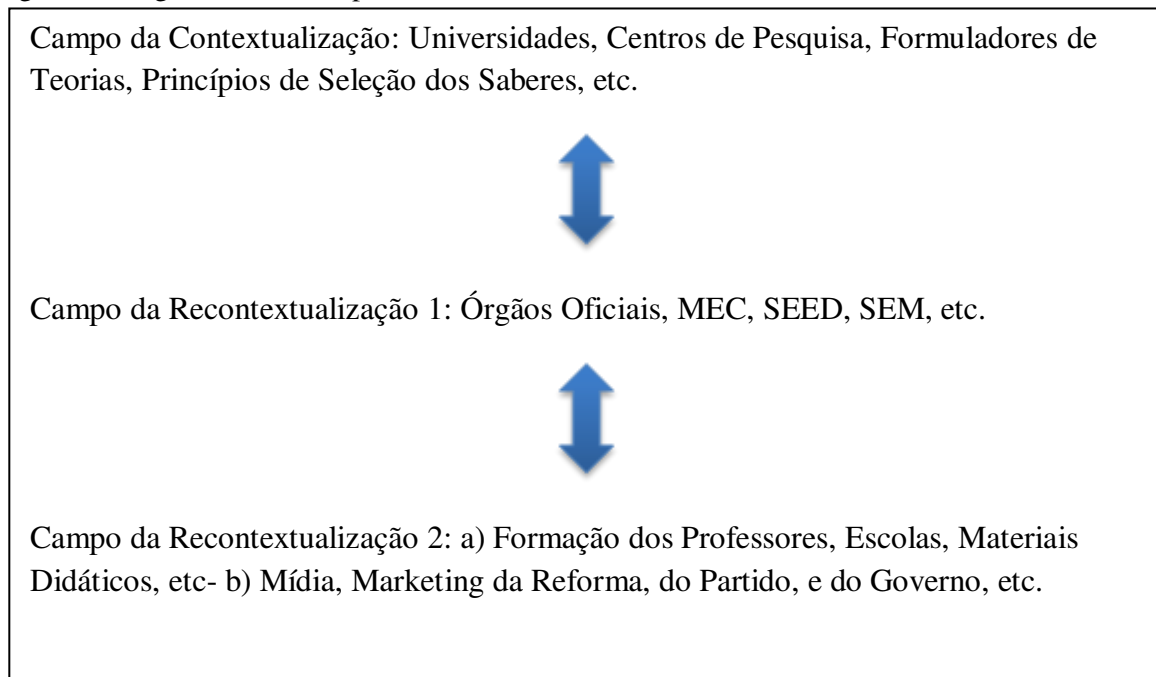 Campo da Contextualização: Universidades, Centros de Pesquisa, Formuladores de
Teorias, Princípios de Seleção dos Saberes, etc.
Campo da Recontextualização 1: Órgãos Oficiais, MEC, SEED, SEM, etc.
Campo da Recontextualização 2: a) Formação dos Professores, Escolas, Materiais
Didáticos, etc- b) Mídia, Marketing da Reforma, do Partido, e do Governo, etc.